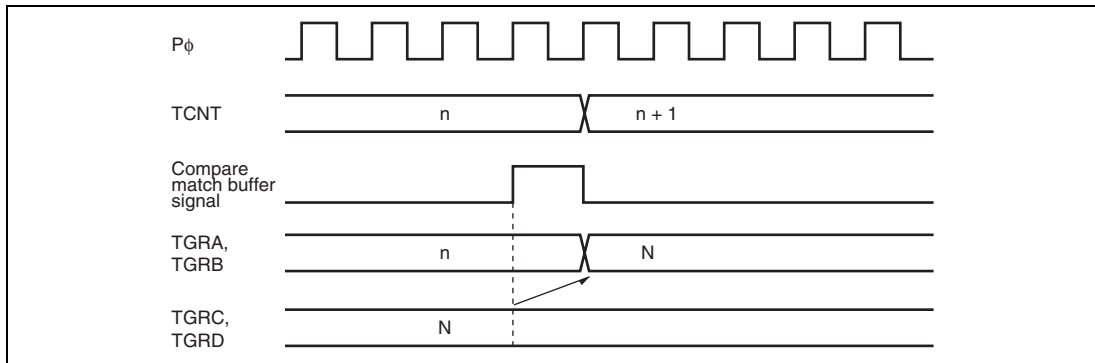 Pφ
TCNT
n
n + 1
Compare
match buffer
signal
TGRA,
TGRB
n
N
TGRC,
TGRD
N